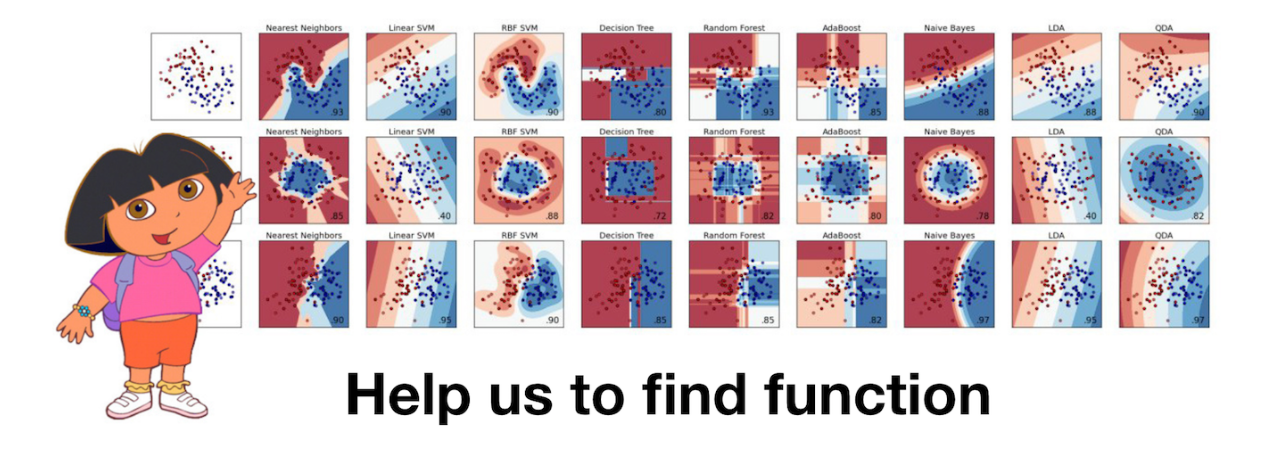 Nearest Neighbors Linear SVM RBF SVM Decision Tree Random Forest AdaBoost Naive Bayes LDA QDA
.93 .90 .90 .80 .93 .85 .88 .88 .90
Nearest Neighbors Linear SVM RBF SVM Decision Tree Random Forest AdaBoost Naive Bayes LDA QDA
.85 .40 .88 .72 .82 .80 .78 .40 .82
Nearest Neighbors Linear SVM RBF SVM Decision Tree Random Forest AdaBoost Naive Bayes LDA QDA
.90 .95 .90 .85 .85 .82 .97 .95 .97
Help us to find function